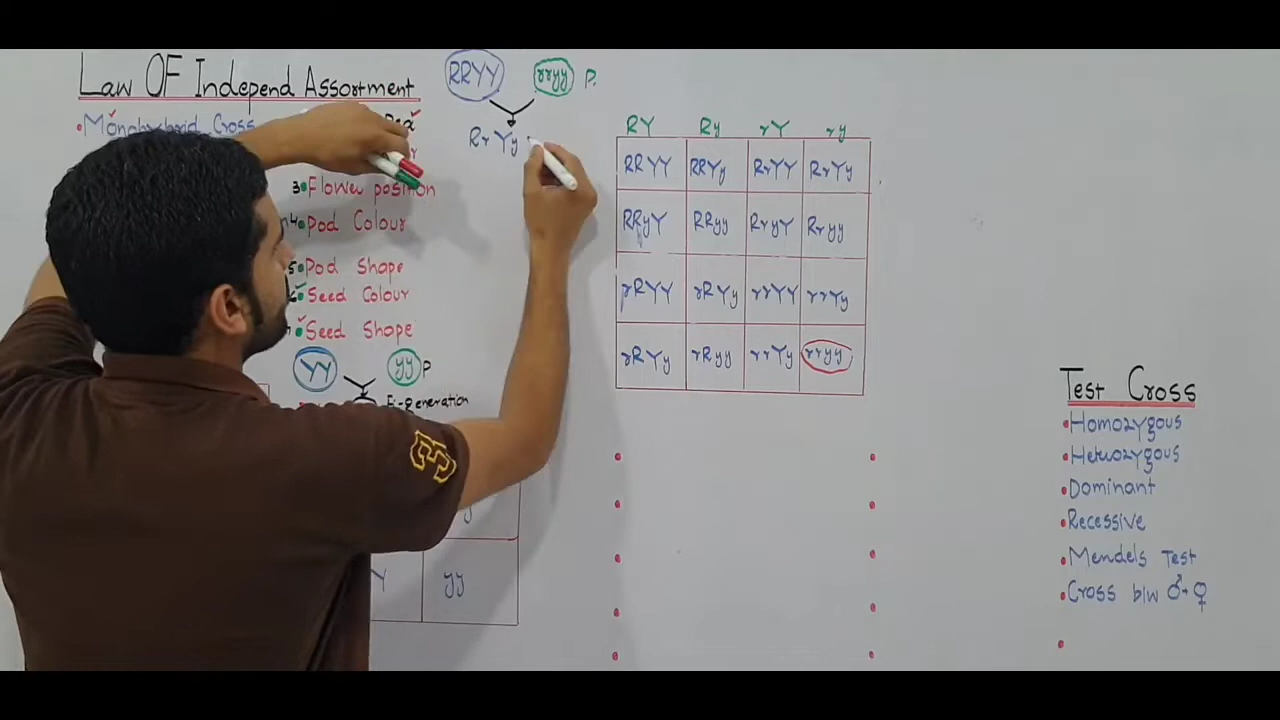 Law OF Independ Assortment
•Monohybrid Cross
3•Flower position
4•Pod Colour
5•Pod Shape
•Seed Colour
•Seed Shape
YY yy P
F₁-generation
yy
RRYY rryy P.
RrYy
RY Ry rY ry
RRYY RRYy RrYY RrYy
RRyY RRyy RryY Rryy
rRYY rRYy rrYY rrYy
rRYy rRyy rrYy rryy
Test Cross
•Homozygous
•Heterozygous
•Dominant
•Recessive
•Mendels Test
•Cross b/w ♂+♀